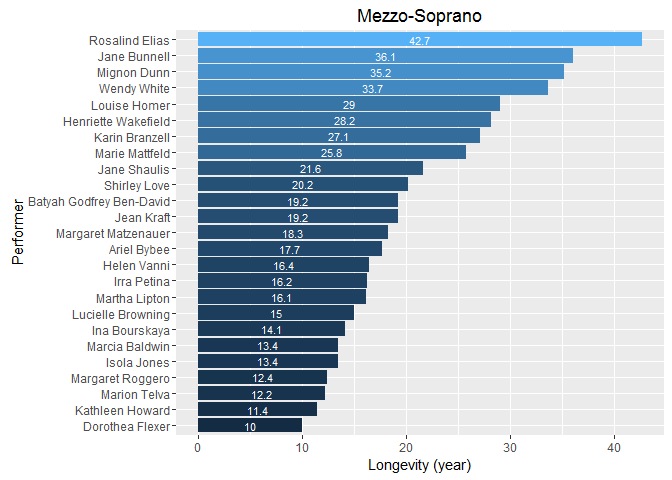 Mezzo-Soprano
Performer
Rosalind Elias 42.7
Jane Bunnell 36.1
Mignon Dunn 35.2
Wendy White 33.7
Louise Homer 29
Henriette Wakefield 28.2
Karin Branzell 27.1
Marie Mattfeld 25.8
Jane Shaulis 21.6
Shirley Love 20.2
Batyah Godfrey Ben-David 19.2
Jean Kraft 19.2
Margaret Matzenauer 18.3
Ariel Bybee 17.7
Helen Vanni 16.4
Irra Petina 16.2
Martha Lipton 16.1
Lucielle Browning 15
Ina Bourskaya 14.1
Marcia Baldwin 13.4
Isola Jones 13.4
Margaret Roggero 12.4
Marion Telva 12.2
Kathleen Howard 11.4
Dorothea Flexer 10
0 10 20 30 40
Longevity (year)